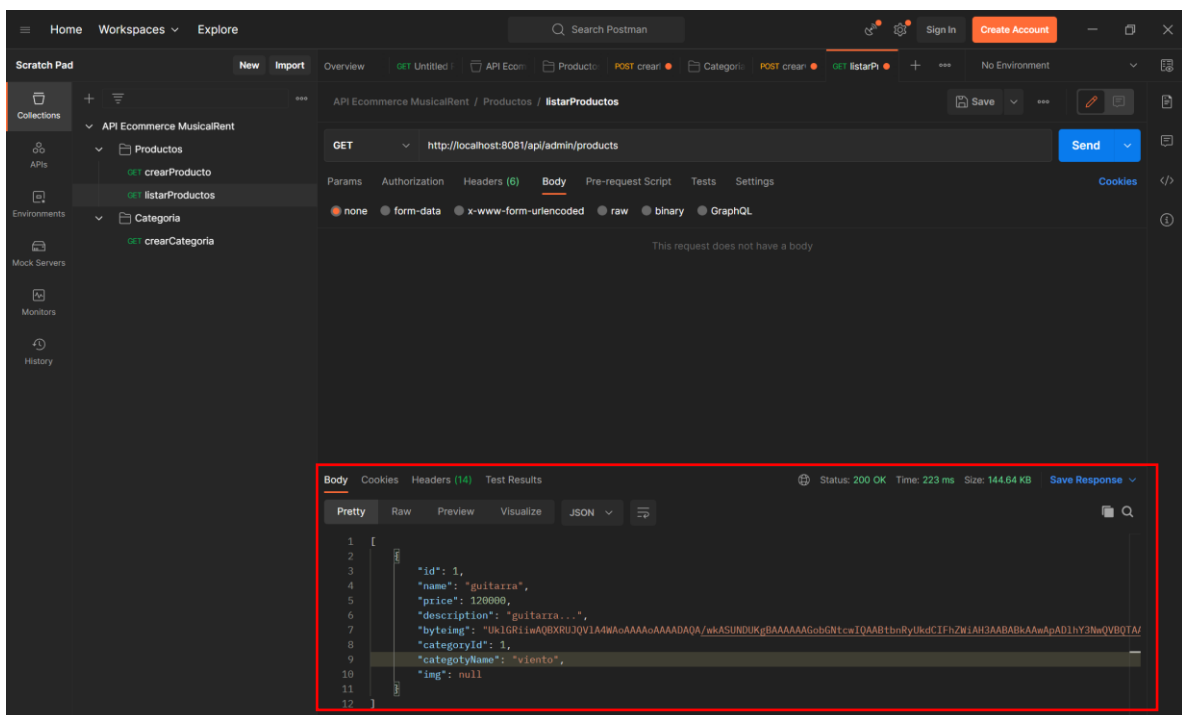 Home Workspaces Explore Search Postman Sign In Create Account
Scratch Pad New Import Overview GET Untitled API Ecom Producto POST crear Categoria POST crear GET listarPr No Environment
Collections
APIs
Environments
Mock Servers
Monitors
History
API Ecommerce MusicalRent
Productos
GET crearProducto
GET listarProductos
Categoria
GET crearCategoria
API Ecommerce MusicalRent / Productos / listarProductos Save
GET http://localhost:8081/api/admin/products Send
Params Authorization Headers (6) Body Pre-request Script Tests Settings Cookies
none form-data x-www-form-urlencoded raw binary GraphQL
This request does not have a body
Body Cookies Headers (14) Test Results Status: 200 OK Time: 223 ms Size: 144.64 KB Save Response
Pretty Raw Preview Visualize JSON
1 [
2 {
3 "id": 1,
4 "name": "guitarra",
5 "price": 120000,
6 "description": "guitarra...",
7 "byteimg":
8 "categoryId": 1,
9 "categotyName": "viento",
10 "img": null
11 }
12 ]